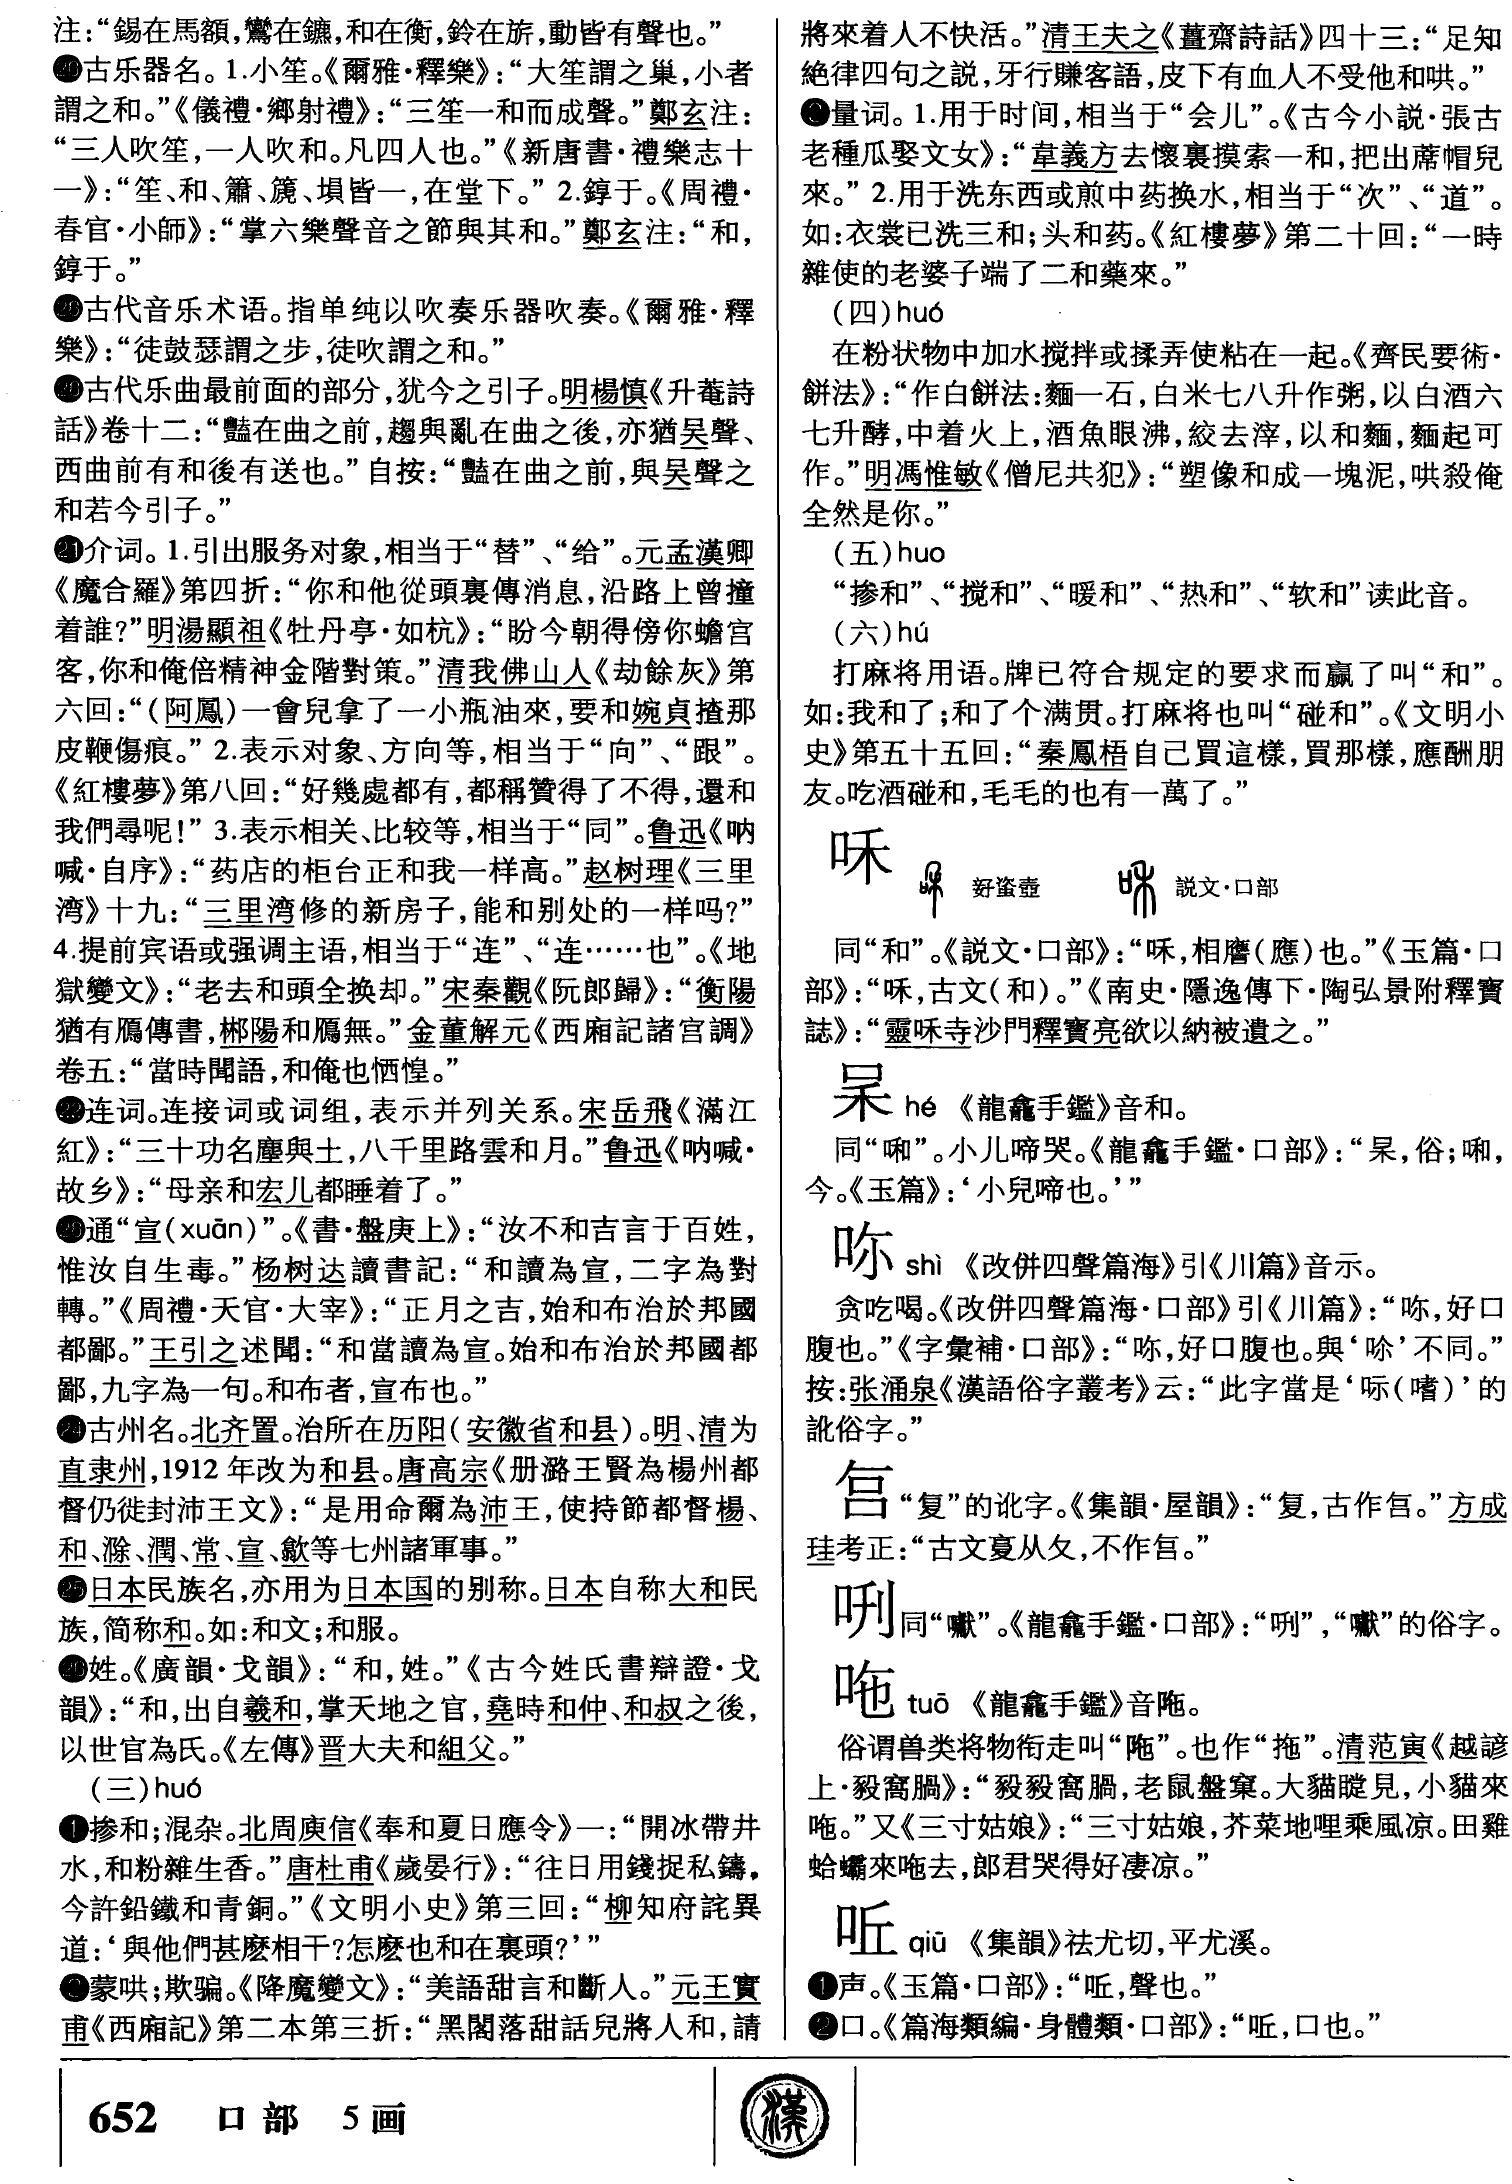 注：“錫在馬額，鸞在鑣，和在衡，鈴在旂，動皆有聲也。”
⓲古乐器名。1.小笙。《爾雅·釋樂》：“大笙謂之巢，小者
謂之和。”《儀禮·鄉射禮》：“三笙一和而成聲。”鄭玄注：
“三人吹笙，一人吹和。凡四人也。”《新唐書·禮樂志十
一》：“笙、和、簫、篪、塤皆一，在堂下。”2.錞于。《周禮·
春官·小師》：“掌六樂聲音之節與其和。”鄭玄注：“和，
錞于。”
⓳古代音乐术语。指单纯以吹奏乐器吹奏。《爾雅·釋
樂》：“徒鼓瑟謂之步，徒吹謂之和。”
⓴古代乐曲最前面的部分，犹今之引子。明楊慎《升菴詩
話》卷十二：“豔在曲之前，趨與亂在曲之後，亦猶吴聲、
西曲前有和後有送也。”自按：“豔在曲之前，與吴聲之
和若今引子。”
㉑介词。1.引出服务对象，相当于“替”、“给”。元孟漢卿
《魔合羅》第四折：“你和他從頭裏傳消息，沿路上曾撞
着誰？”明湯顯祖《牡丹亭·如杭》：“盼今朝得傍你蟾宫
客，你和俺倍精神金階對策。”清我佛山人《劫餘灰》第
六回：“（阿鳳）一會兒拿了一小瓶油來，要和婉貞揸那
皮鞭傷痕。”2.表示对象、方向等，相当于“向”、“跟”。
《紅樓夢》第八回：“好幾處都有，都稱贊得了不得，還和
我們尋呢！”3.表示相关、比较等，相当于“同”。鲁迅《呐
喊·自序》：“药店的柜台正和我一样高。”赵树理《三里
湾》十九：“三里湾修的新房子，能和别处的一样吗？”
4.提前宾语或强调主语，相当于“连”、“连……也”。《地
獄變文》：“老去和頭全换却。”宋秦觀《阮郎歸》：“衡陽
猶有鴈傳書，郴陽和鴈無。”金董解元《西廂記諸宫調》
卷五：“當時聞語，和俺也恓惶。”
㉒连词。连接词或词组，表示并列关系。宋岳飛《滿江
紅》：“三十功名塵與土，八千里路雲和月。”鲁迅《呐喊·
故乡》：“母亲和宏儿都睡着了。”
㉓通“宣（xuān）”。《書·盤庚上》：“汝不和吉言于百姓，
惟汝自生毒。”杨树达讀書記：“和讀為宣，二字為對
轉。”《周禮·天官·大宰》：“正月之吉，始和布治於邦國
都鄙。”王引之述聞：“和當讀為宣。始和布治於邦國都
鄙，九字為一句。和布者，宣布也。”
㉔古州名。北齐置。治所在历阳（安徽省和县）。明、清为
直隶州，1912年改为和县。唐高宗《册潞王賢為楊州都
督仍徙封沛王文》：“是用命爾為沛王，使持節都督楊、
和、滁、潤、常、宣、歙等七州諸軍事。”
㉕日本民族名，亦用为日本国的别称。日本自称大和民
族，简称和。如：和文；和服。
㉖姓。《廣韻·戈韻》：“和，姓。”《古今姓氏書辯證·戈
韻》：“和，出自羲和，掌天地之官，堯時和仲、和叔之後，
以世官為氏。《左傳》晋大夫和組父。”
（三）huó
❶掺和；混杂。北周庾信《奉和夏日應令》一：“開冰帶井
水，和粉雜生香。”唐杜甫《歲晏行》：“往日用錢捉私鑄，
今許鉛鐵和青銅。”《文明小史》第三回：“柳知府詫異
道：‘與他們甚麽相干？怎麽也和在裏頭？’”
❷蒙哄；欺骗。《降魔變文》：“美語甜言和斷人。”元王實
甫《西廂記》第二本第三折：“黑閣落甜話兒將人和，請
將來着人不快活。”清王夫之《薑齋詩話》四十三：“足知
絶律四句之説，牙行賺客語，皮下有血人不受他和哄。”
❸量词。1.用于时间，相当于“会儿”。《古今小説·張古
老種瓜娶文女》：“韋義方去懷裏摸索一和，把出蓆帽兒
來。”2.用于洗东西或煎中药换水，相当于“次”、“道”。
如：衣裳已洗三和；头和药。《紅樓夢》第二十回：“一時
雜使的老婆子端了二和藥來。”
（四）huó
在粉状物中加水搅拌或揉弄使粘在一起。《齊民要術·
餅法》：“作白餅法：麵一石，白米七八升作粥，以白酒六
七升酵，中着火上，酒魚眼沸，絞去滓，以和麵，麵起可
作。”明馮惟敏《僧尼共犯》：“塑像和成一塊泥，哄殺俺
全然是你。”
（五）huo
“掺和”、“搅和”、“暖和”、“热和”、“软和”读此音。
（六）hú
打麻将用语。牌已符合规定的要求而赢了叫“和”。
如：我和了；和了个满贯。打麻将也叫“碰和”。《文明小
史》第五十五回：“秦鳳梧自己買這樣，買那樣，應酬朋
友。吃酒碰和，毛毛的也有一萬了。”
咊 𧊒𧖅壺 説文·口部
同“和”。《説文·口部》：“咊，相譍（應）也。”《玉篇·口
部》：“咊，古文（和）。”《南史·隱逸傳下·陶弘景附釋寶
誌》：“靈咊寺沙門釋寶亮欲以納被遺之。”
呆 hé 《龍龕手鑑》音和。
同“啝”。小儿啼哭。《龍龕手鑑·口部》：“呆，俗；啝，
今。《玉篇》：‘小兒啼也。’”
shì 《改併四聲篇海》引《川篇》音示。
贪吃喝。《改併四聲篇海·口部》引《川篇》：“，好口
腹也。”《字彙補·口部》：“，好口腹也。與‘’不同。”
按：张涌泉《漢語俗字叢考》云：“此字當是‘（嗜）’的
訛俗字。”
“复”的讹字。《集韻·屋韻》：“复，古作。”方成
珪考正：“古文从夊，不作。”
同“囐”。《龍龕手鑑·口部》：“”，“囐”的俗字。
tuō 《龍龕手鑑》音。
俗谓兽类将物衔走叫“”。也作“拖”。清范寅《越諺
上·穀窩》：“穀穀窩，老鼠盤窠。大貓瞠見，小貓來
。”又《三寸姑娘》：“三寸姑娘，芥菜地哩乘風凉。田雞
蛤來去，郎君哭得好凄凉。”
㖂 qiū 《集韻》祛尤切，平尤溪。
❶声。《玉篇·口部》：“，聲也。”
❷口。《篇海類編·身體類·口部》：“，口也。”
652 口部 5画
漢